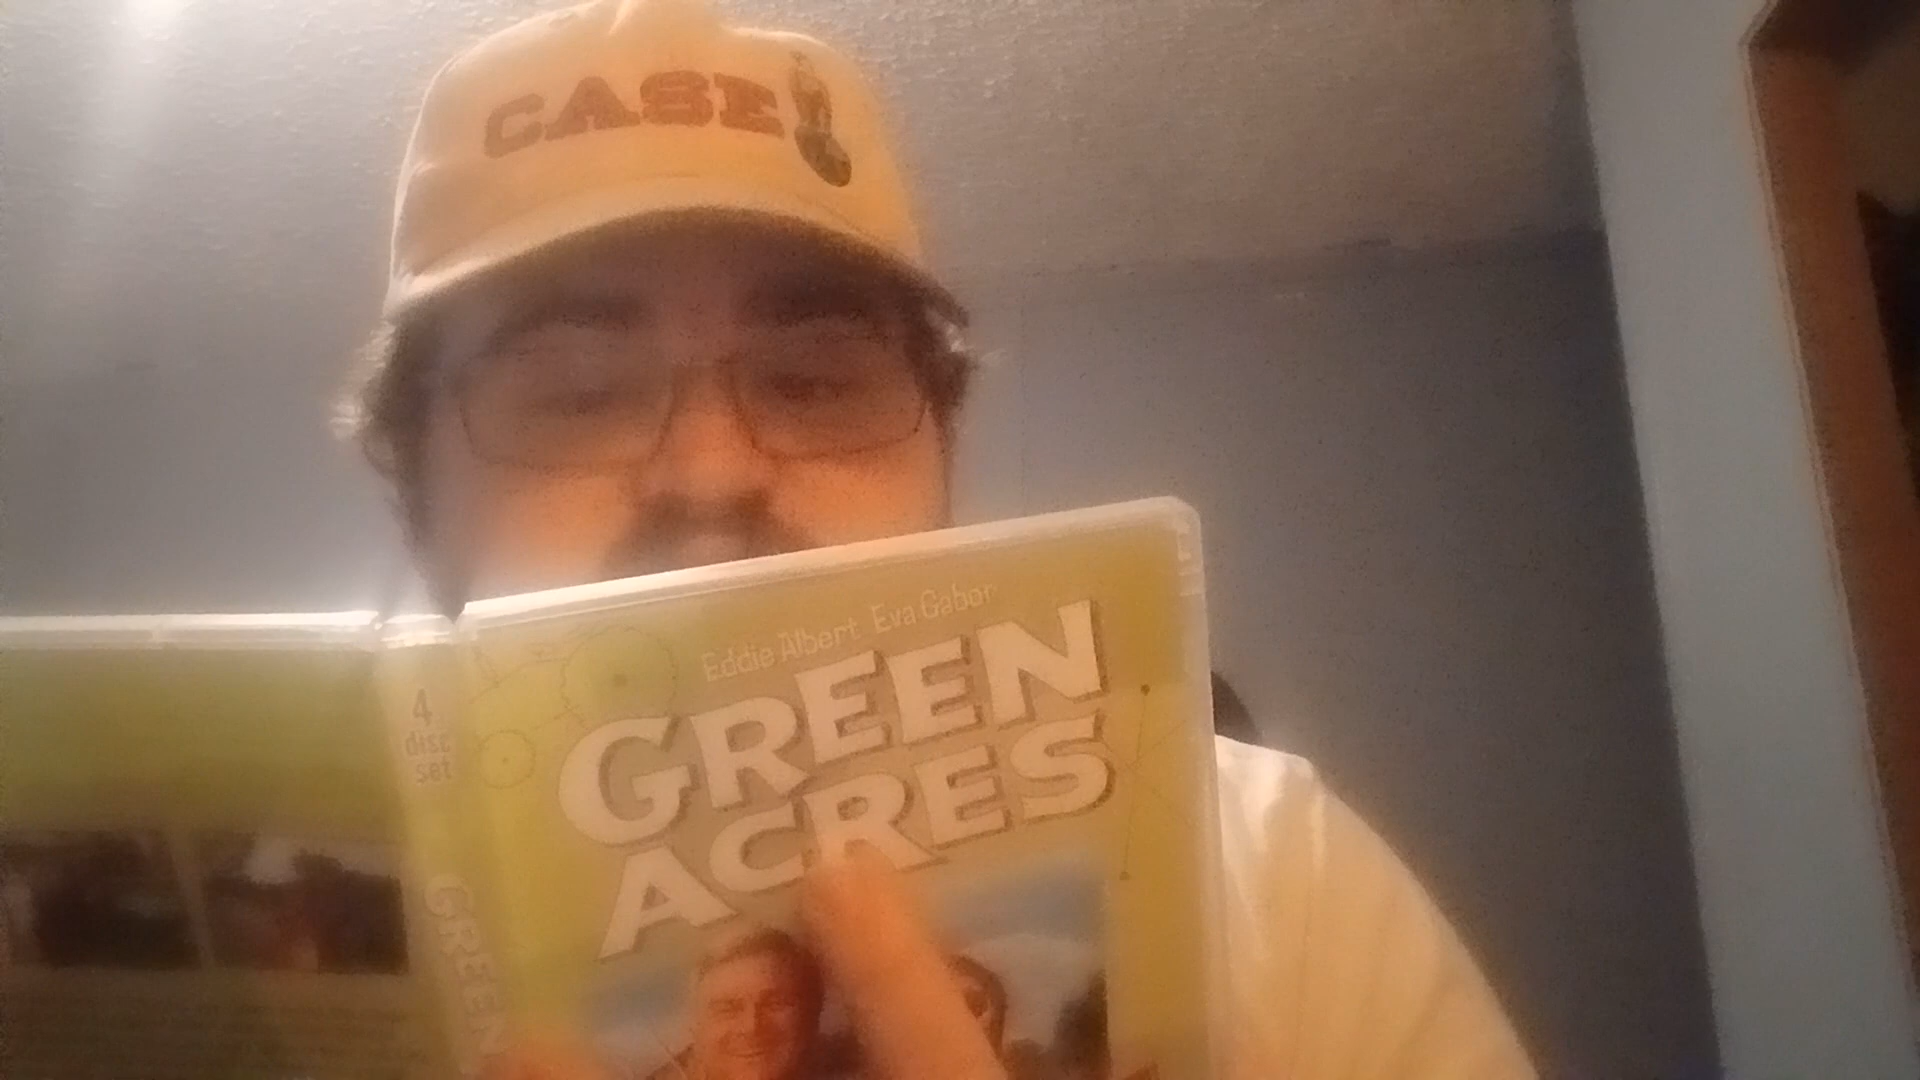 CASE
Eddie Albert Eva Gabor
GREEN
ACRES
4
disc
set
GREEN